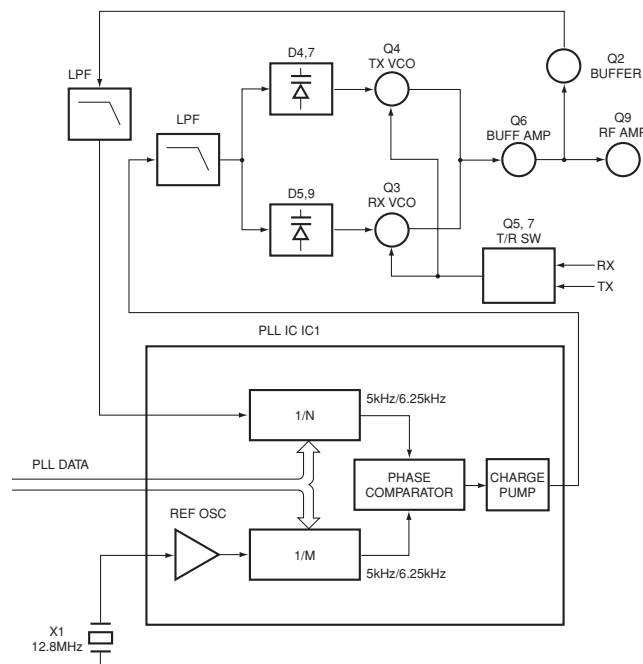 LPF
LPF
D4,7
Q4
TX VCO
Q2
BUFFER
Q6
BUFF AMP
Q9
RF AMP
D5,9
Q3
RX VCO
Q5, 7
T/R SW
RX
TX
PLL IC IC1
5kHz/6.25kHz
1/N
PLL DATA
PHASE
COMPARATOR
CHARGE
PUMP
REF OSC
1/M
5kHz/6.25kHz
X1
12.8MHz